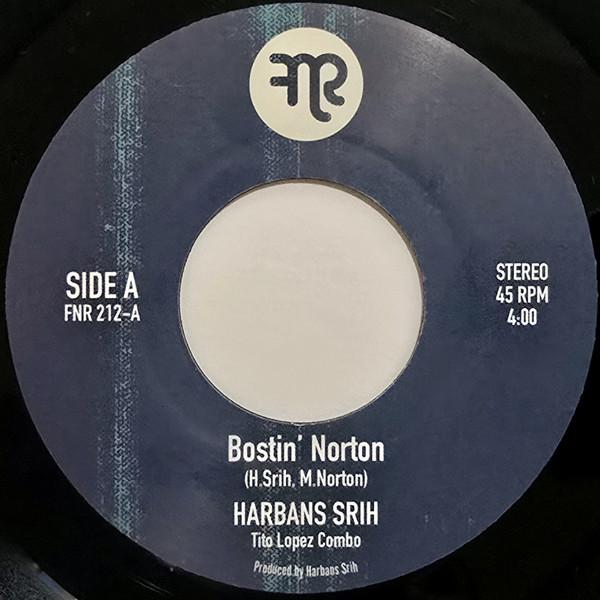 FNR
SIDE A
FNR 212-A
STEREO
45 RPM
4:00
Bostin' Norton
(H.Srih, M.Norton)
HARBANS SRIH
Tito Lopez Combo
Produced by Harbans Srih